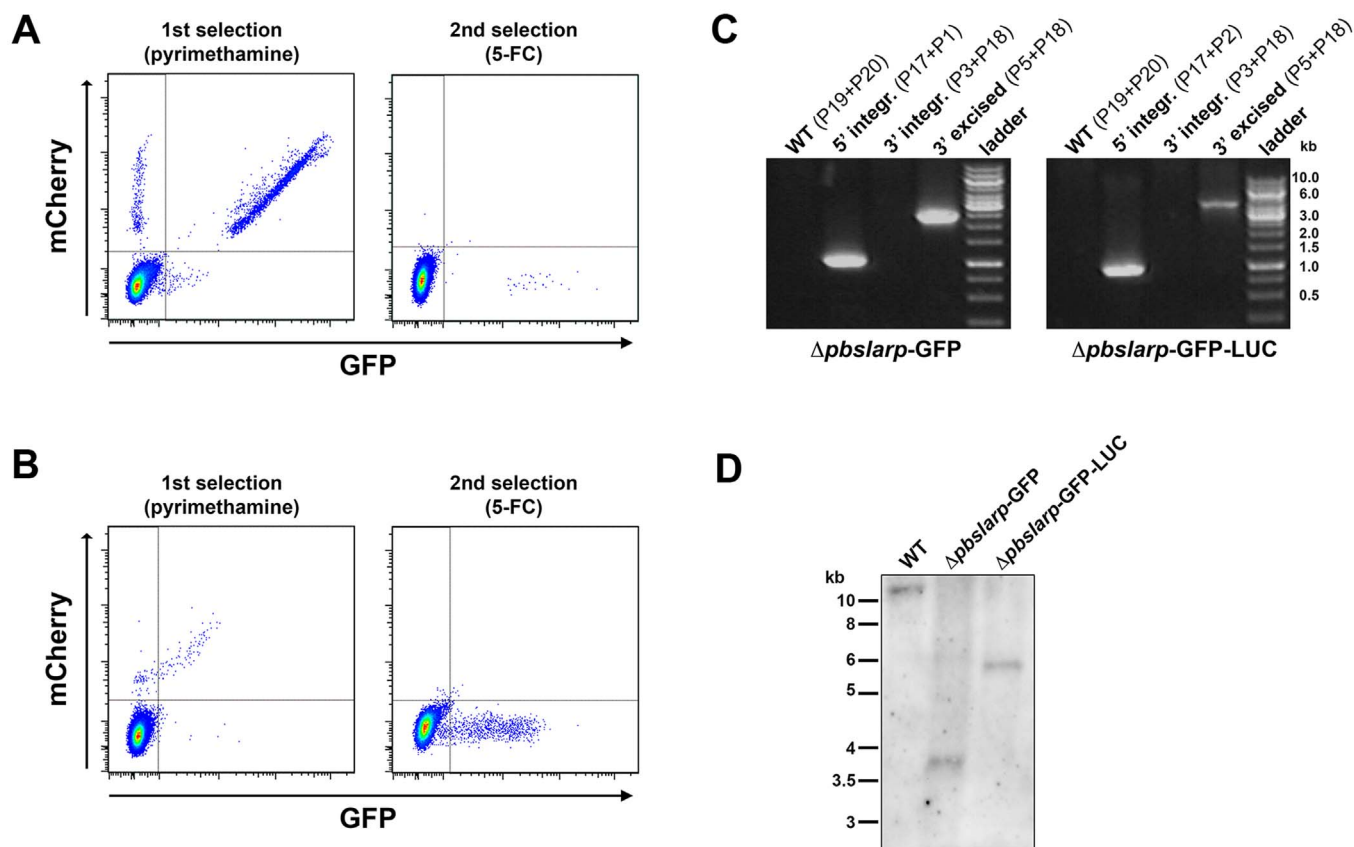 A
1st selection
(pyrimethamine)
2nd selection
(5-FC)
mCherry
GFP
B
1st selection
(pyrimethamine)
2nd selection
(5-FC)
mCherry
GFP
C
WT (P19+P20)
5' integr. (P17+P1)
3' integr. (P3+P18)
3' excised (P5+P18)
ladder
WT (P19+P20)
5' integr. (P17+P2)
3' integr. (P3+P18)
3' excised (P5+P18)
ladder
kb
10.0
6.0
3.0
2.0
1.5
1.0
0.5
Δpbslarp-GFP
Δpbslarp-GFP-LUC
D
WT
Δpbslarp-GFP
Δpbslarp-GFP-LUC
kb
10
8
6
5
4
3.5
3